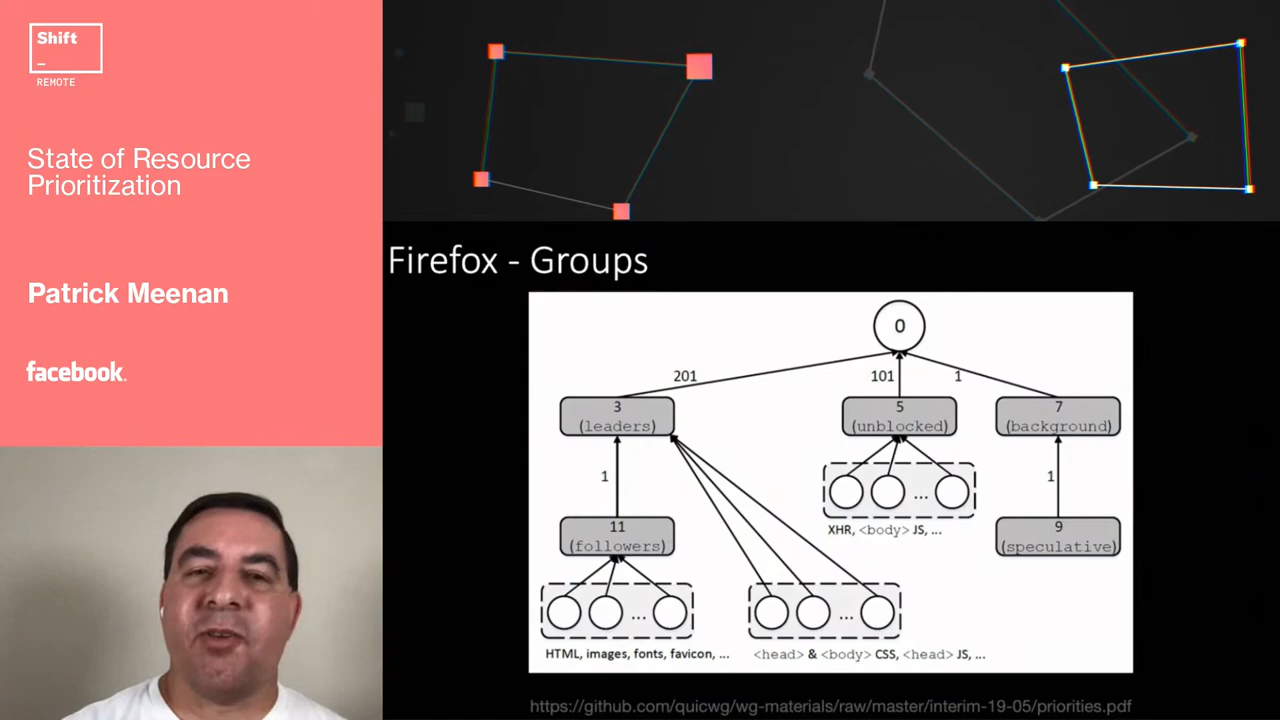 Shift
_
REMOTE
State of Resource
Prioritization
Patrick Meenan
facebook.
Firefox - Groups
0
201
101
1
3
(leaders)
5
(unblocked)
7
(background)
1
1
...
XHR, <body> JS, ...
11
(followers)
9
(speculative)
...
...
HTML, images, fonts, favicon, ...
<head> & <body> CSS, <head> JS, ...
https://github.com/quicwg/wg-materials/raw/master/interim-19-05/priorities.pdf